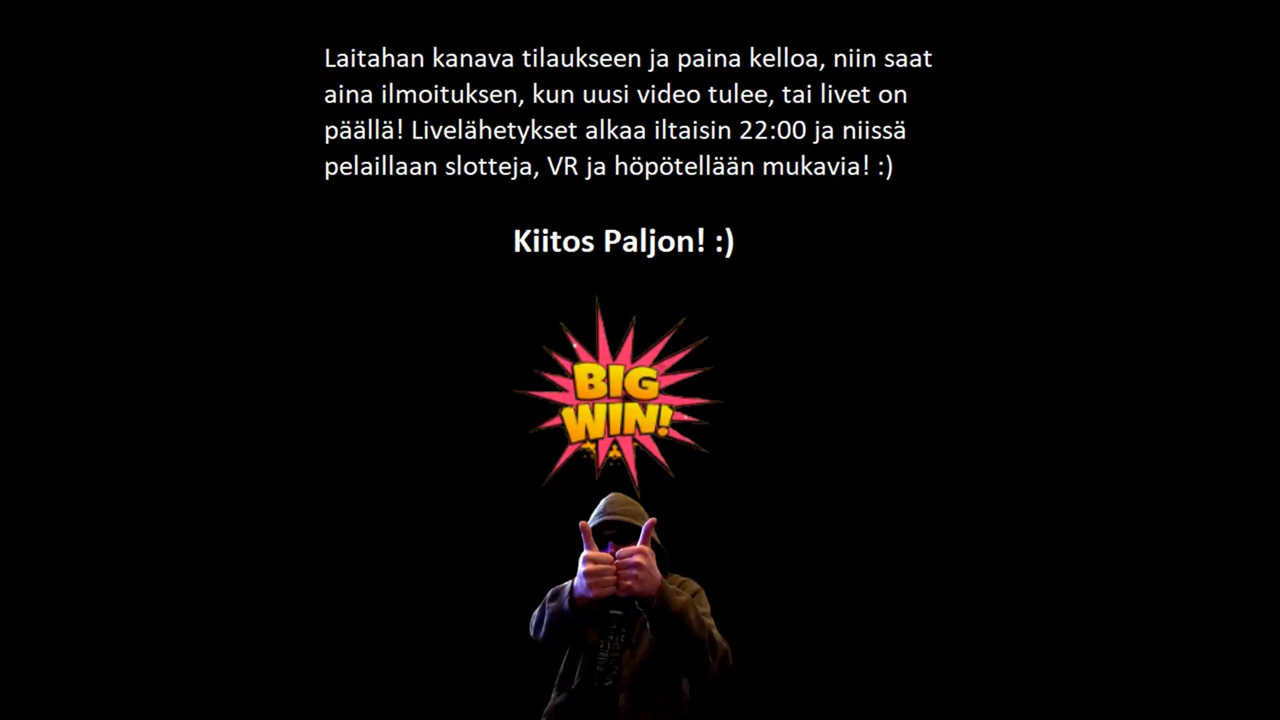 Laitahan kanava tilaukseen ja paina kelloa, niin saat
aina ilmoituksen, kun uusi video tulee, tai livet on
päällä! Livelähetykset alkaa iltaisin 22:00 ja niissä
pelaillaan slotteja, VR ja höpötellään mukavia! :)
Kiitos Paljon! :)
BIG
WIN!